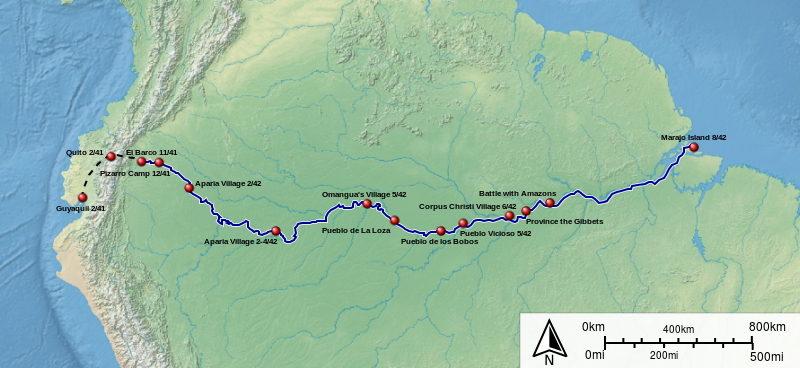 Marajo Island 8/42
Quito 2/41
El Barco 11/41
Pizarro Camp 12/41
Aparia Village 2/42
Guyaquil 2/41
Omangua's Village 5/42
Battle with Amazons
Corpus Christi Village 6/42
Province the Gibbets
Pueblo de La Loza
Pueblo Vicioso 5/42
Aparia Village 2-4/42
Pueblo de los Bobos
0km 400km 800km
0mi 200mi 500mi
N